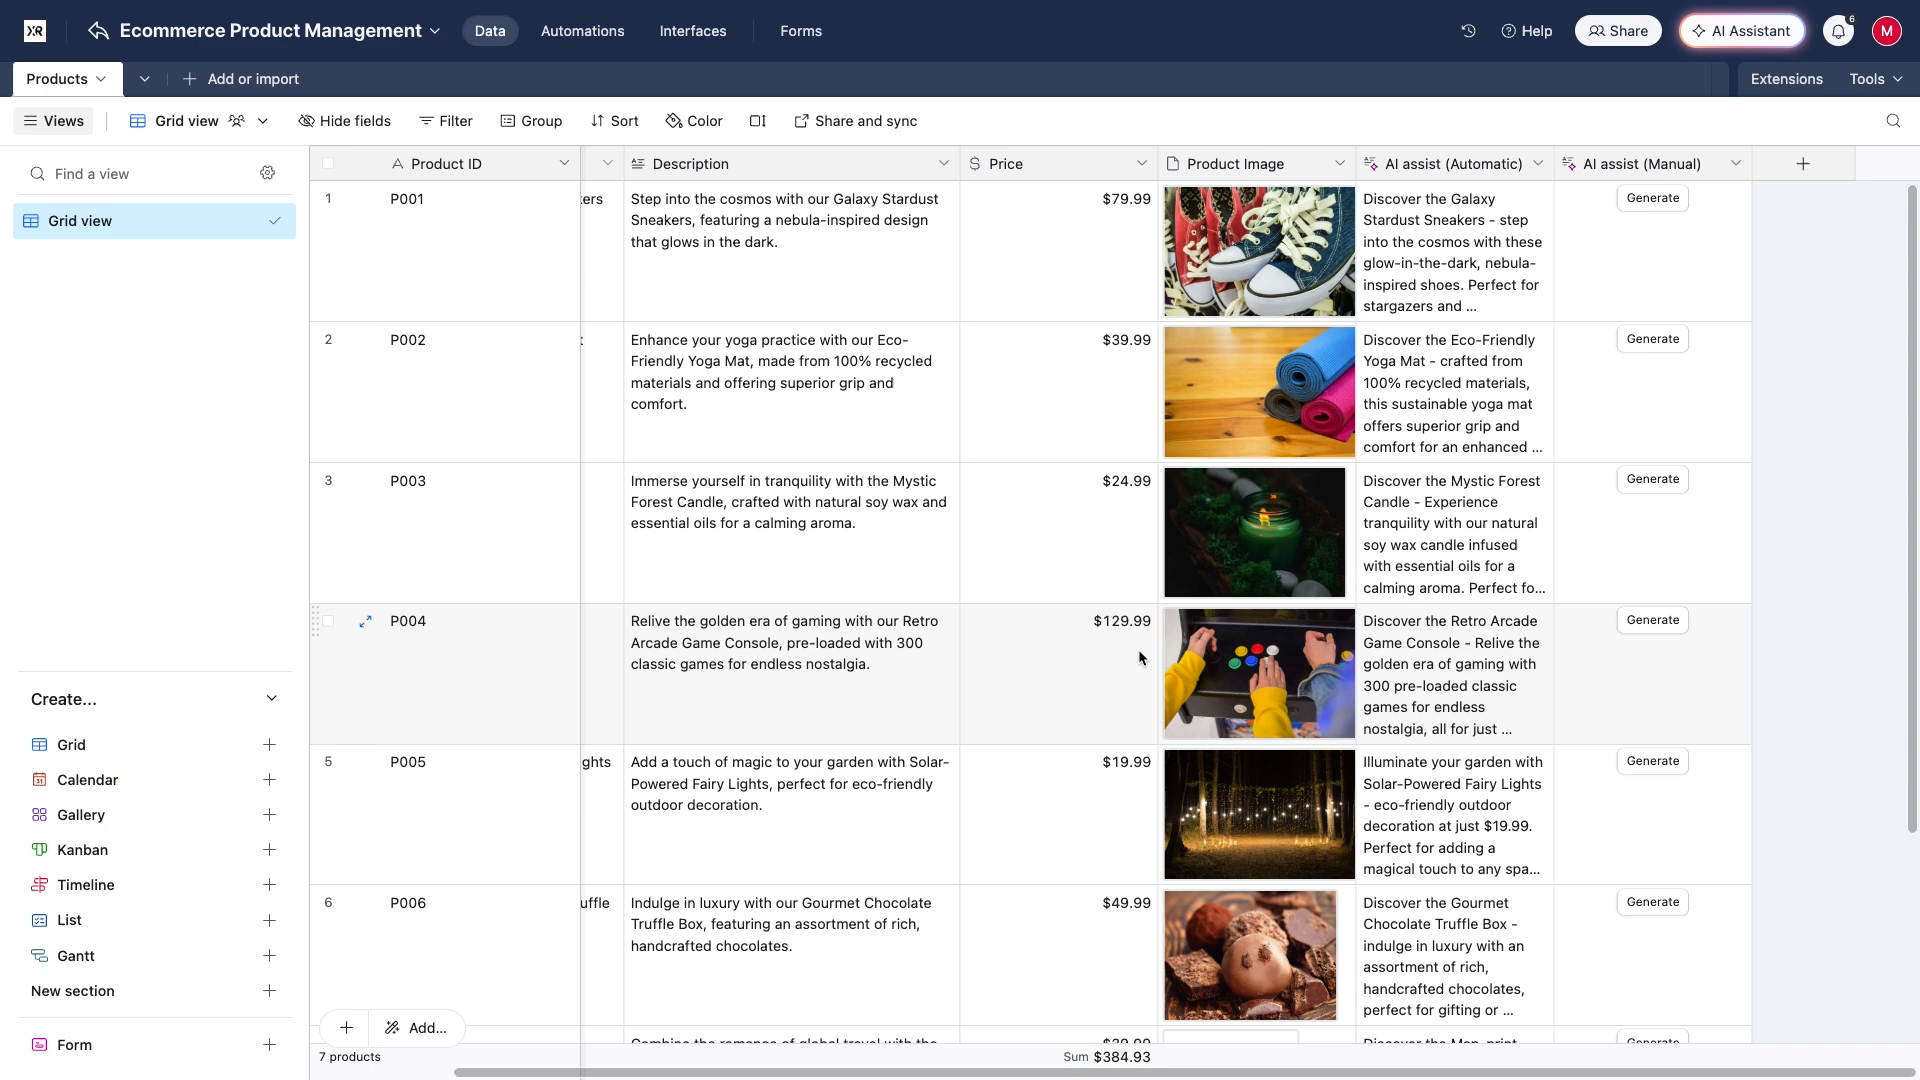 XR
Ecommerce Product Management
Data
Automations
Interfaces
Forms
Help
Share
AI Assistant
6
M
Products
Add or import
Extensions
Tools
Views
Grid view
Hide fields
Filter
Group
Sort
Color
Share and sync
Find a view
Grid view
Create...
Grid
Calendar
Gallery
Kanban
Timeline
List
Gantt
New section
Form
Product ID
Description
Price
Product Image
AI assist (Automatic)
AI assist (Manual)
1
P001
Step into the cosmos with our Galaxy Stardust
Sneakers, featuring a nebula-inspired design
that glows in the dark.
$79.99
Discover the Galaxy
Stardust Sneakers - step
into the cosmos with these
glow-in-the-dark, nebula-
inspired shoes. Perfect for
stargazers and ...
Generate
2
P002
Enhance your yoga practice with our Eco-
Friendly Yoga Mat, made from 100% recycled
materials and offering superior grip and
comfort.
$39.99
Discover the Eco-Friendly
Yoga Mat - crafted from
100% recycled materials,
this sustainable yoga mat
offers superior grip and
comfort for an enhanced ...
Generate
3
P003
Immerse yourself in tranquility with the Mystic
Forest Candle, crafted with natural soy wax and
essential oils for a calming aroma.
$24.99
Discover the Mystic Forest
Candle - Experience
tranquility with our natural
soy wax candle infused
with essential oils for a
calming aroma. Perfect fo...
Generate
P004
Relive the golden era of gaming with our Retro
Arcade Game Console, pre-loaded with 300
classic games for endless nostalgia.
$129.99
Discover the Retro Arcade
Game Console - Relive the
golden era of gaming with
300 pre-loaded classic
games for endless
nostalgia, all for just ...
Generate
5
P005
ghts
Add a touch of magic to your garden with Solar-
Powered Fairy Lights, perfect for eco-friendly
outdoor decoration.
$19.99
Illuminate your garden with
Solar-Powered Fairy Lights
- eco-friendly outdoor
decoration at just $19.99.
Perfect for adding a
magical touch to any spa...
Generate
6
P006
uffle
Indulge in luxury with our Gourmet Chocolate
Truffle Box, featuring an assortment of rich,
handcrafted chocolates.
$49.99
Discover the Gourmet
Chocolate Truffle Box -
indulge in luxury with an
assortment of rich,
handcrafted chocolates,
perfect for gifting or ...
Generate
Add...
7 products
Sum $384.93